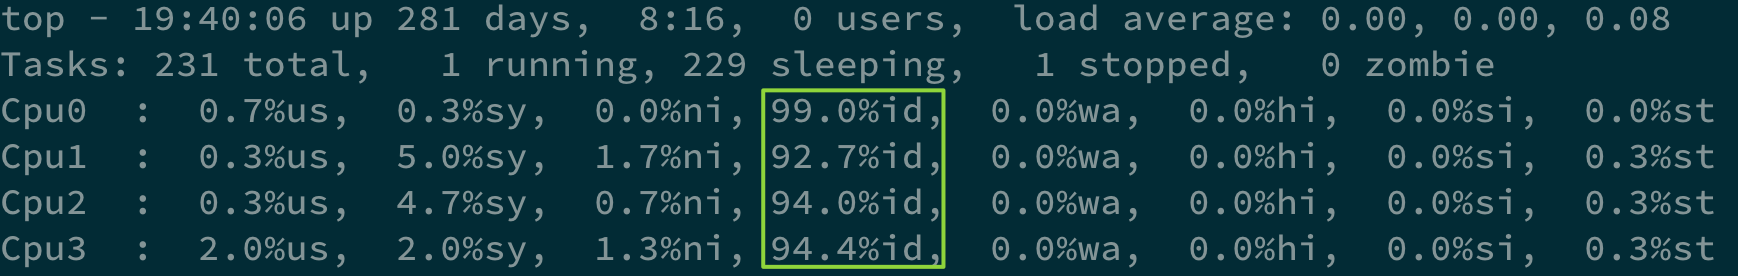 top - 19:40:06 up 281 days,  8:16,  0 users,  load average: 0.00, 0.00, 0.08
Tasks: 231 total,   1 running, 229 sleeping,   1 stopped,   0 zombie
Cpu0  :  0.7%us,  0.3%sy,  0.0%ni, 99.0%id,  0.0%wa,  0.0%hi,  0.0%si,  0.0%st
Cpu1  :  0.3%us,  5.0%sy,  1.7%ni, 92.7%id,  0.0%wa,  0.0%hi,  0.0%si,  0.3%st
Cpu2  :  0.3%us,  4.7%sy,  0.7%ni, 94.0%id,  0.0%wa,  0.0%hi,  0.0%si,  0.3%st
Cpu3  :  2.0%us,  2.0%sy,  1.3%ni, 94.4%id,  0.0%wa,  0.0%hi,  0.0%si,  0.3%st